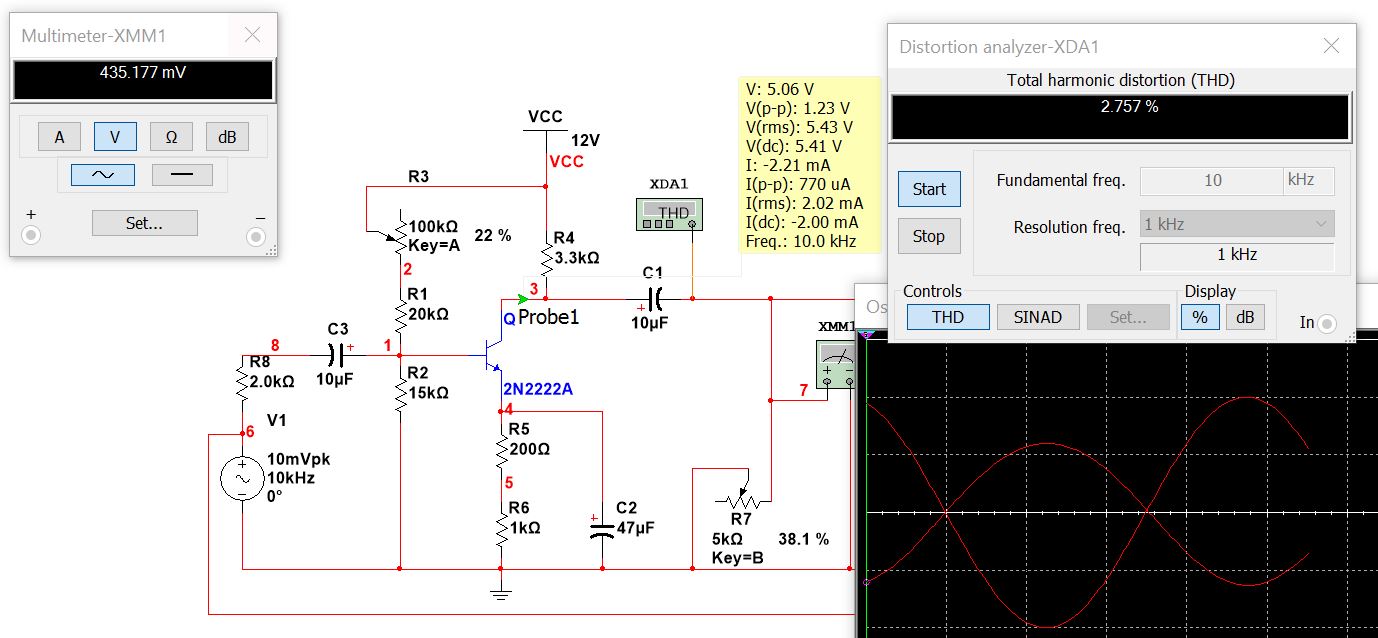 Multimeter-XMM1
435.177 mV
A
V
Ω
dB
+
Set...
−
VCC
12V
VCC
R3
100kΩ
Key=A
22 %
2
R4
3.3kΩ
R1
20kΩ
3
Q
Probe1
C1
+
10µF
XDA1
THD
V: 5.06 V
V(p-p): 1.23 V
V(rms): 5.43 V
V(dc): 5.41 V
I: -2.21 mA
I(p-p): 770 uA
I(rms): 2.02 mA
I(dc): -2.00 mA
Freq.: 10.0 kHz
C3
+
10µF
8
1
R8
2.0kΩ
R2
15kΩ
2N2222A
4
R5
200Ω
5
R6
1kΩ
C2
+
47µF
V1
6
10mVpk
10kHz
0°
XMM1
+ −
7
R7
5kΩ
Key=B
38.1 %
Distortion analyzer-XDA1
Total harmonic distortion (THD)
2.757 %
Start
Stop
Fundamental freq.
10
kHz
Resolution freq.
1 kHz
1 kHz
Controls
THD
SINAD
Set...
Display
%
dB
In